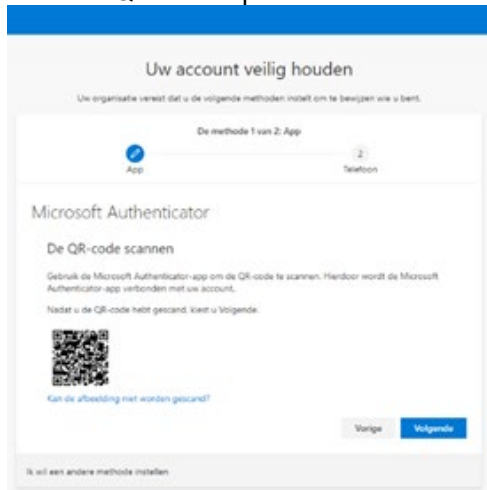 Uw account veilig houden
Uw organisatie vereist dat u de volgende methoden instelt om te bewijzen wie u bent.
De methode 1 van 2: App
App
2
Telefoon
Microsoft Authenticator
De QR-code scannen
Gebruik de Microsoft Authenticator-app om de QR-code te scannen. Hierdoor wordt de Microsoft
Authenticator-app verbonden met uw account.
Nadat u de QR-code hebt gescand, kiest u Volgende.
Kan de afbeelding niet worden gescand?
Vorige
Volgende
Ik wil een andere methode instellen